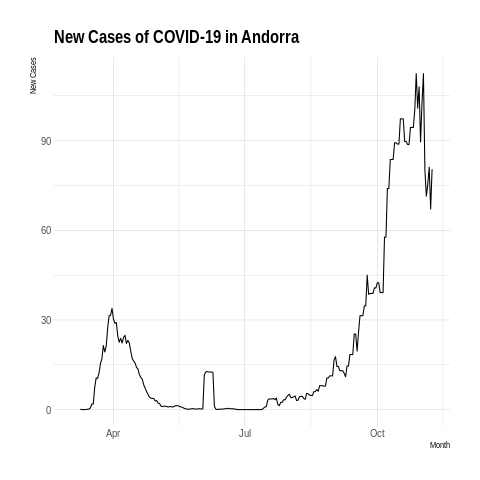 New Cases of COVID-19 in Andorra
New Cases
90
60
30
0
Apr
Jul
Oct
Month